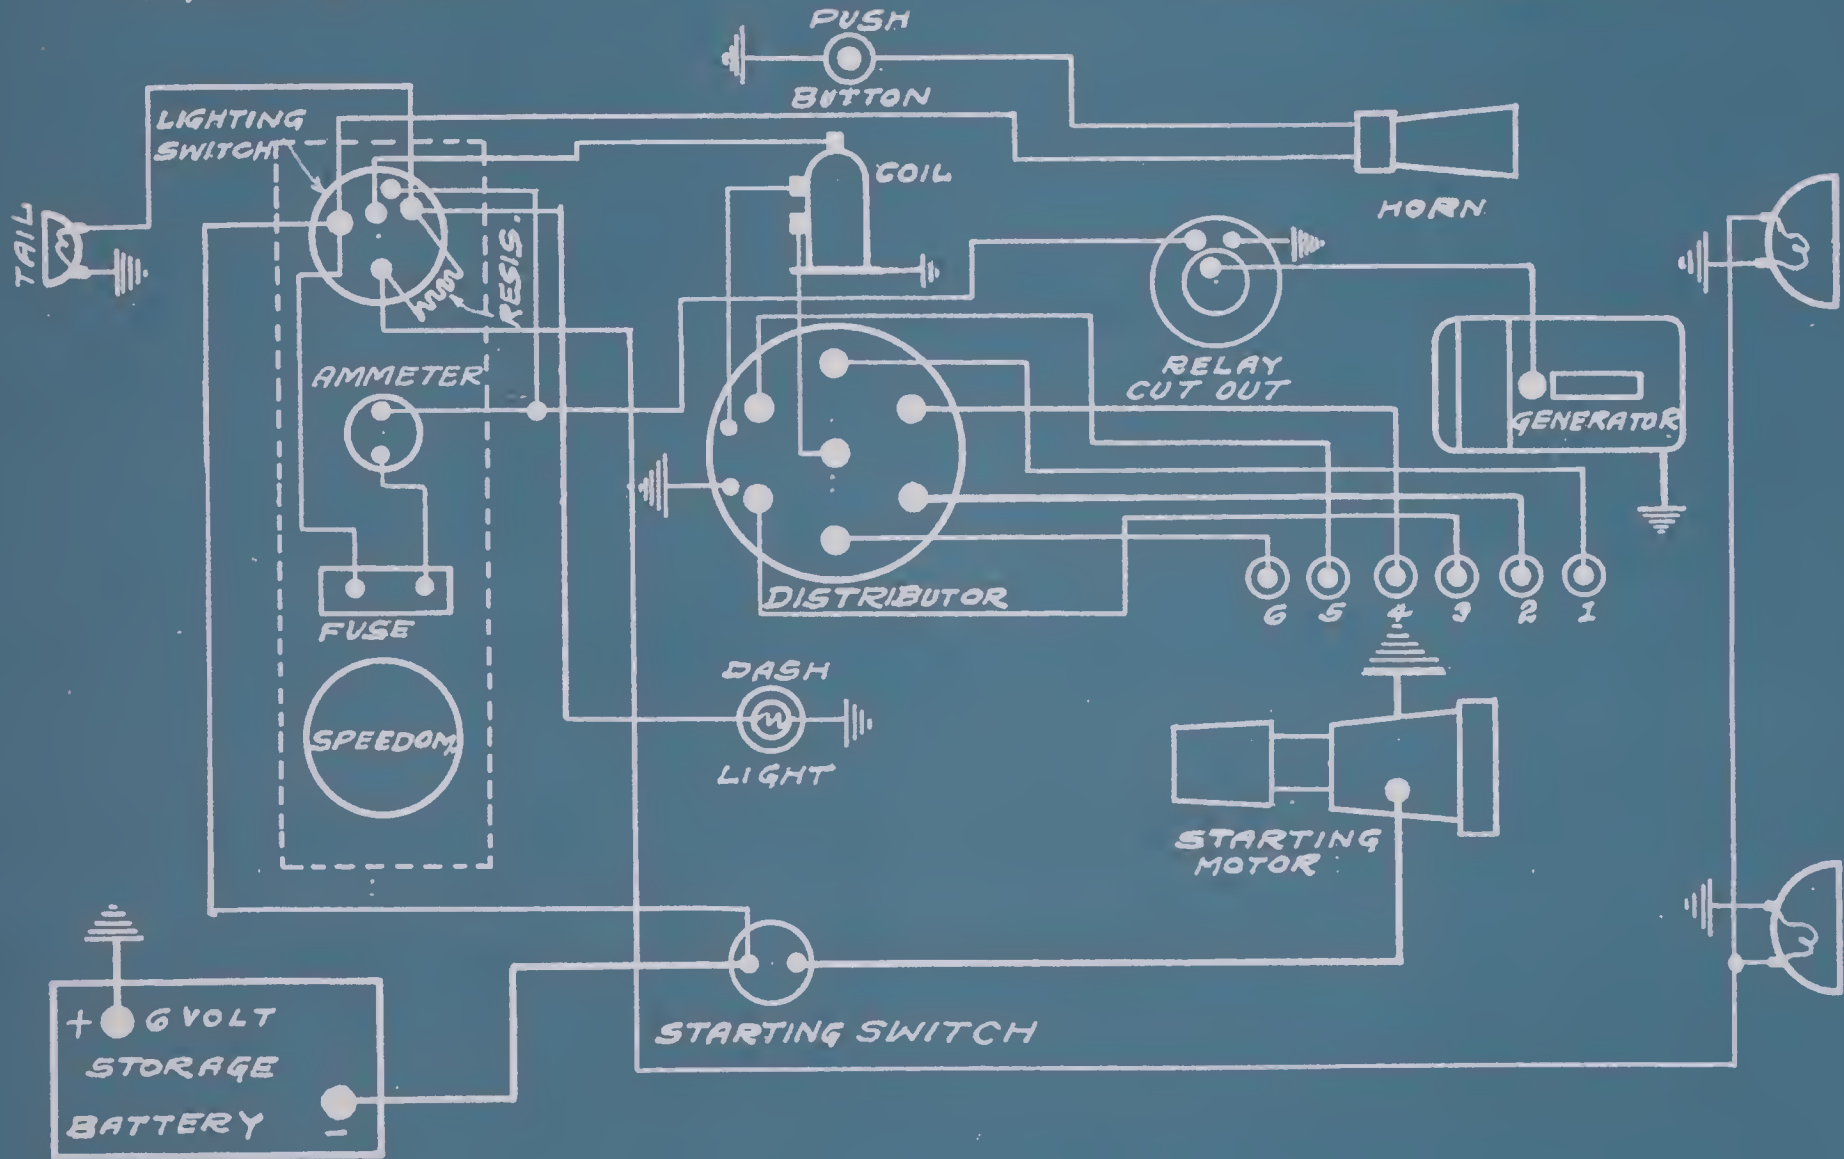 PUSH
BUTTON
LIGHTING
SWITCH
COIL
HORN
TAIL
RESIS.
AMMETER
RELAY
CUT OUT
GENERATOR
DISTRIBUTOR
6 5 4 3 2 1
FUSE
DASH
LIGHT
SPEEDOM.
STARTING
MOTOR
STARTING SWITCH
+ 6 VOLT
STORAGE
BATTERY -